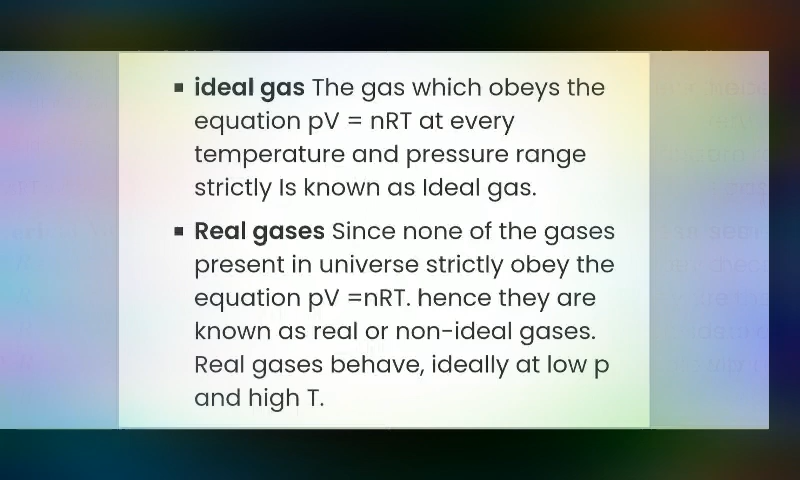 ▪ ideal gas The gas which obeys the
equation pV = nRT at every
temperature and pressure range
strictly Is known as Ideal gas.
▪ Real gases Since none of the gases
present in universe strictly obey the
equation pV =nRT. hence they are
known as real or non-ideal gases.
Real gases behave, ideally at low p
and high T.